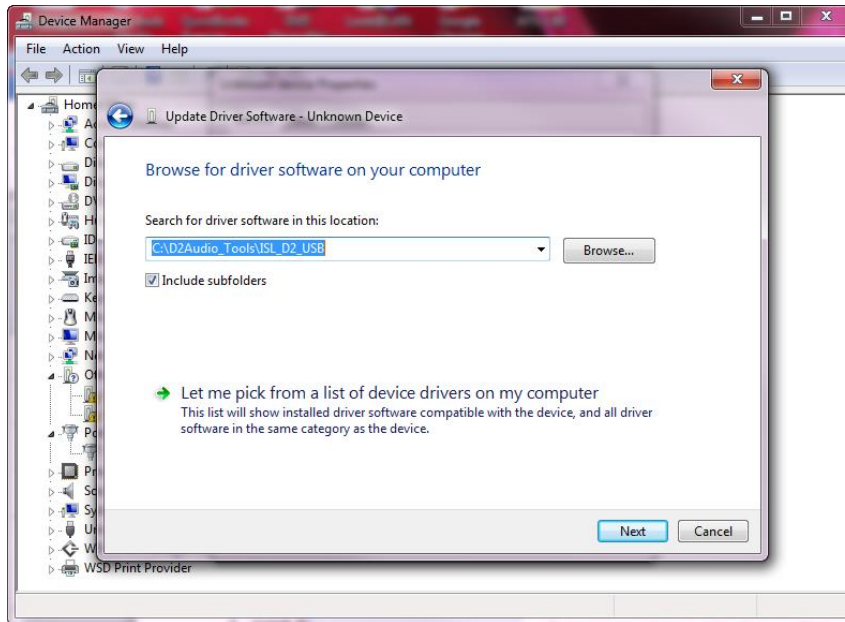 Device Manager
File Action View Help
Home
Update Driver Software - Unknown Device
Browse for driver software on your computer
Search for driver software in this location:
C:\D2Audio_Tools\ISL_D2_USB
Browse...
Include subfolders
Let me pick from a list of device drivers on my computer
This list will show installed driver software compatible with the device, and all driver
software in the same category as the device.
Next Cancel
WSD Print Provider